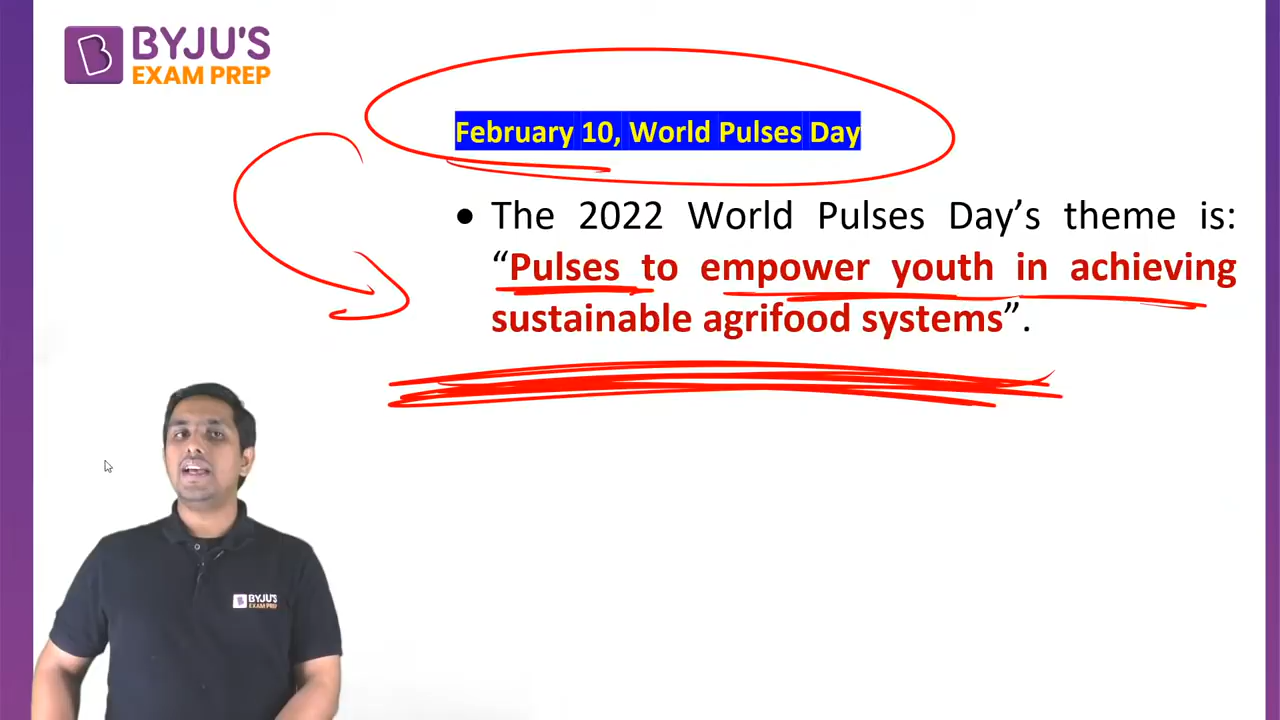 BYJU'S
EXAM PREP
February 10, World Pulses Day
• The 2022 World Pulses Day’s theme is:
“Pulses to empower youth in achieving
sustainable agrifood systems”.
BYJU'S
EXAM PREP